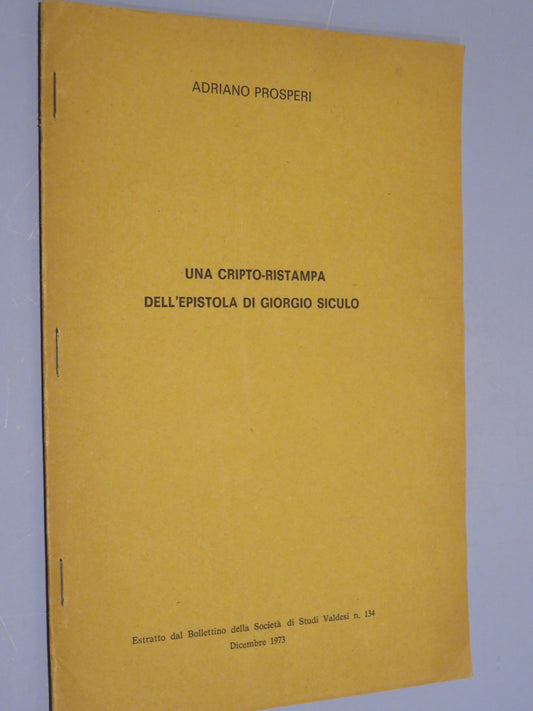 ADRIANO PROSPERI
UNA CRIPTO-RISTAMPA
DELL'EPISTOLA DI GIORGIO SICULO
Estratto dal Bollettino della Società di Studi Valdesi n. 134
Dicembre 1973